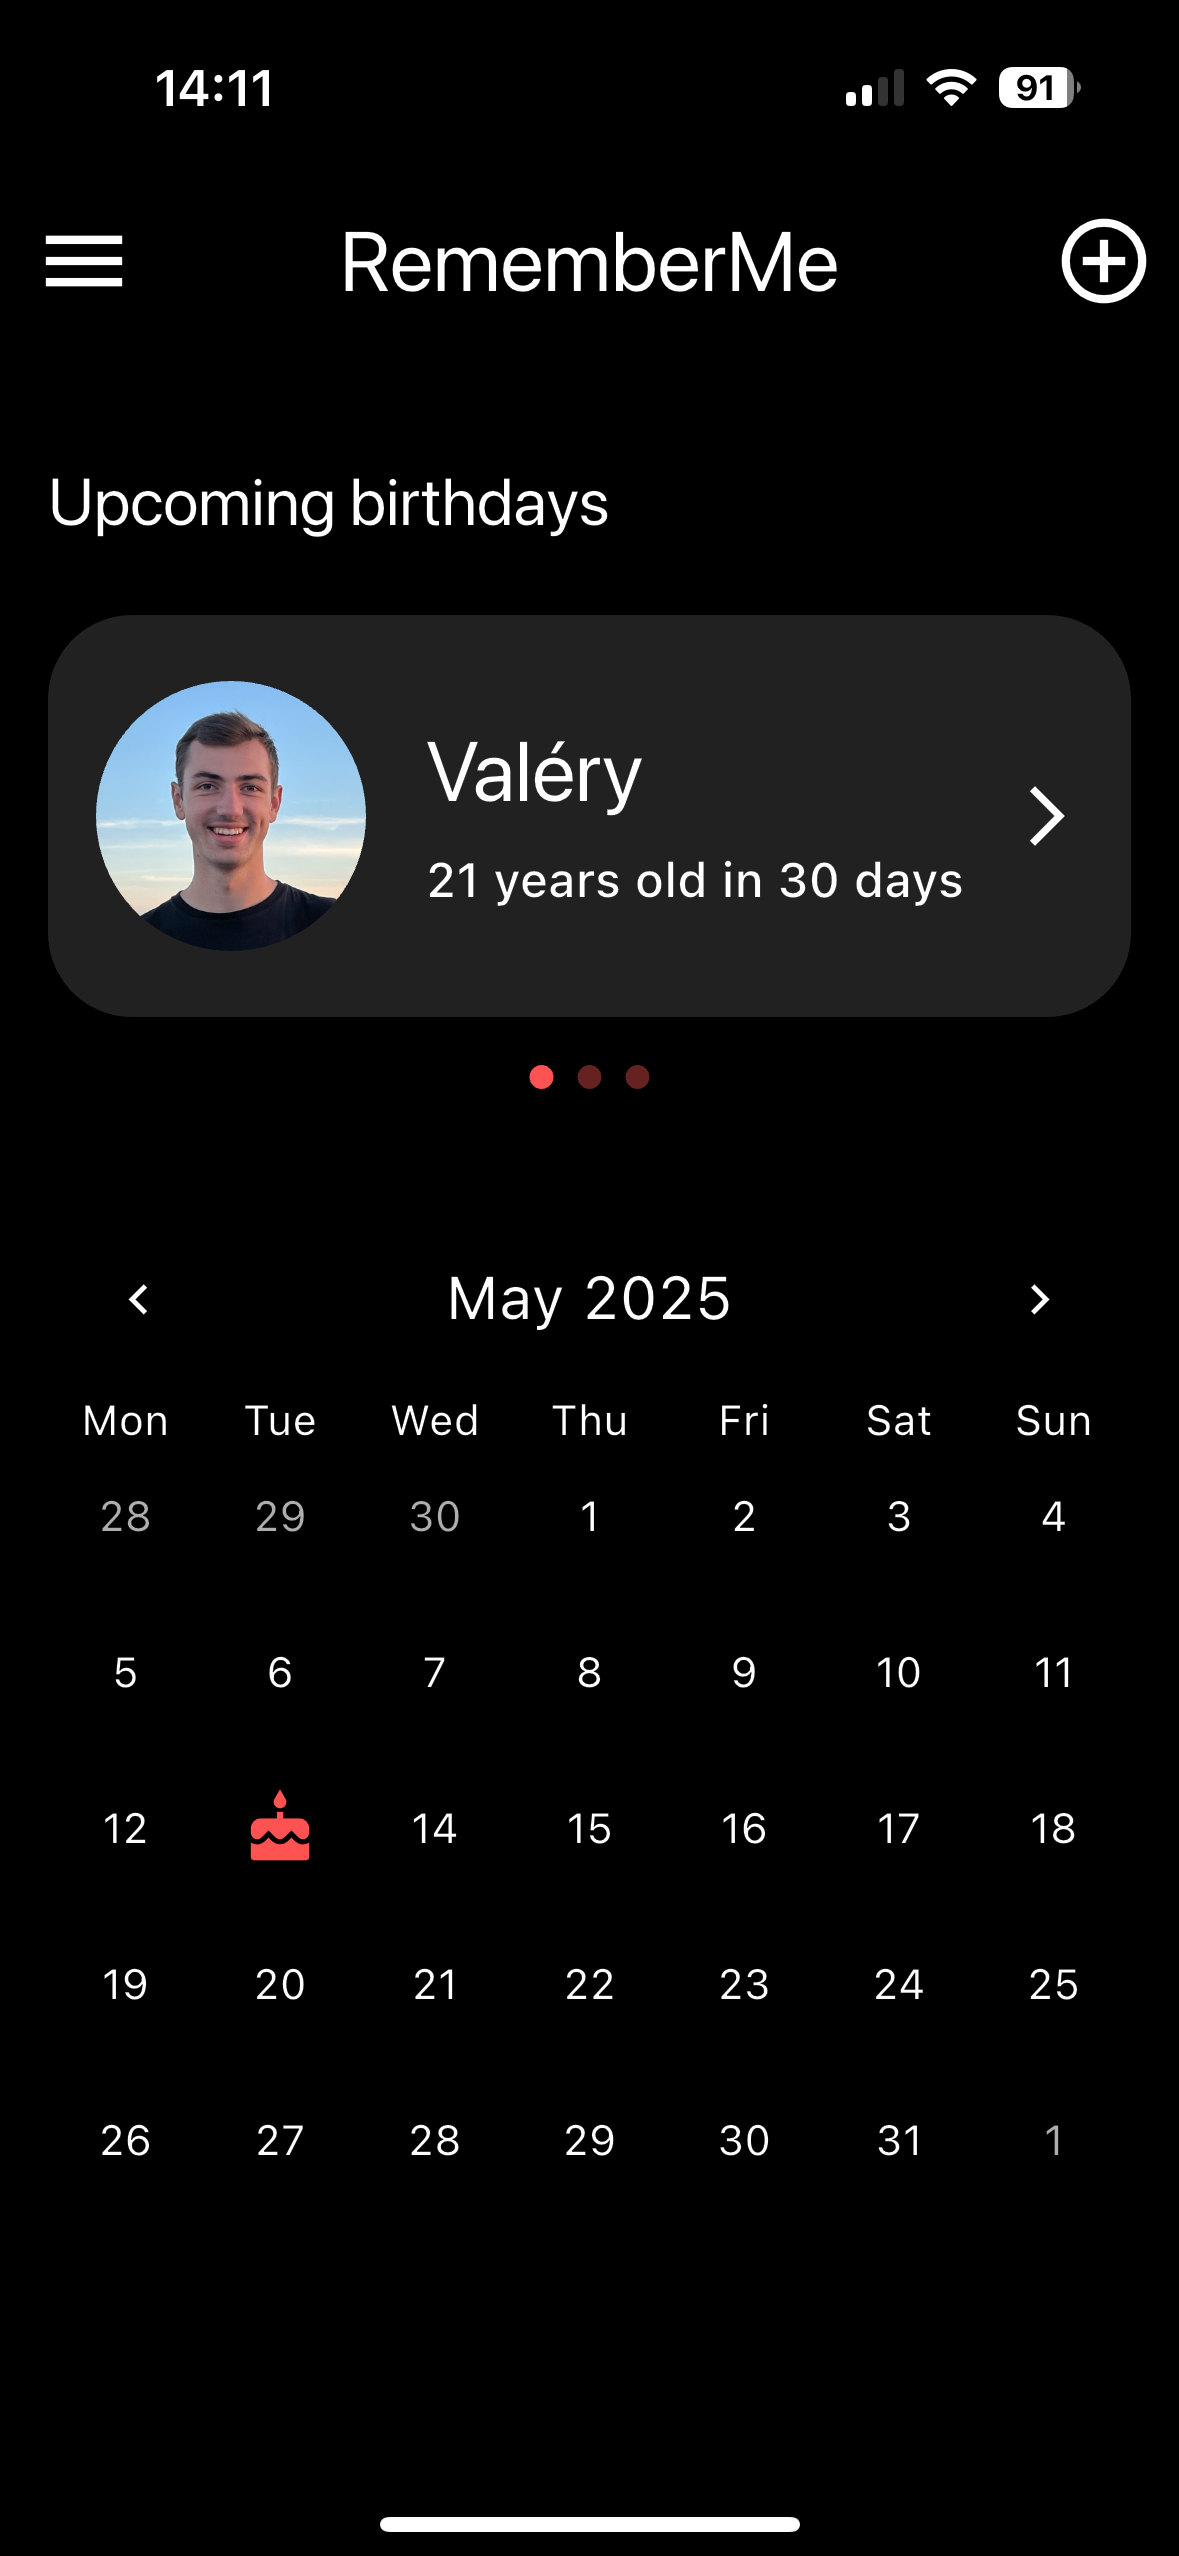 14:11
91
RememberMe
Upcoming birthdays
Valéry
21 years old in 30 days
May 2025
Mon Tue Wed Thu Fri Sat Sun
28 29 30 1 2 3 4
5 6 7 8 9 10 11
12 14 15 16 17 18
19 20 21 22 23 24 25
26 27 28 29 30 31 1